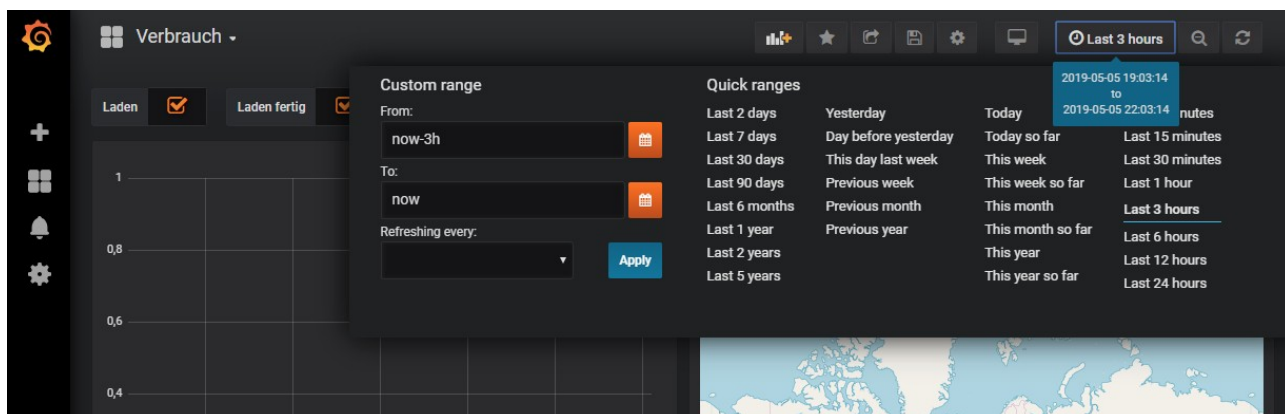 Verbrauch
Last 3 hours
2019-05-05 19:03:14
to
2019-05-05 22:03:14
Laden
Laden fertig
Custom range
From:
now-3h
To:
now
Refreshing every:
Apply
Quick ranges
Last 2 days
Last 7 days
Last 30 days
Last 90 days
Last 6 months
Last 1 year
Last 2 years
Last 5 years
Yesterday
Day before yesterday
This day last week
Previous week
Previous month
Previous year
Today
Today so far
This week
This week so far
This month
This month so far
This year
This year so far
Last 15 minutes
Last 30 minutes
Last 1 hour
Last 3 hours
Last 6 hours
Last 12 hours
Last 24 hours
1
0,8
0,6
0,4